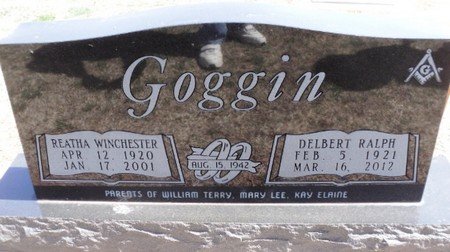 Goggin
G
REATHA WINCHESTER
APR. 12, 1920
JAN. 17, 2001
AUG. 15, 1942
DELBERT RALPH
FEB. 5, 1921
MAR. 16, 2012
PARENTS OF WILLIAM TERRY, MARY LEE, KAY ELAINE